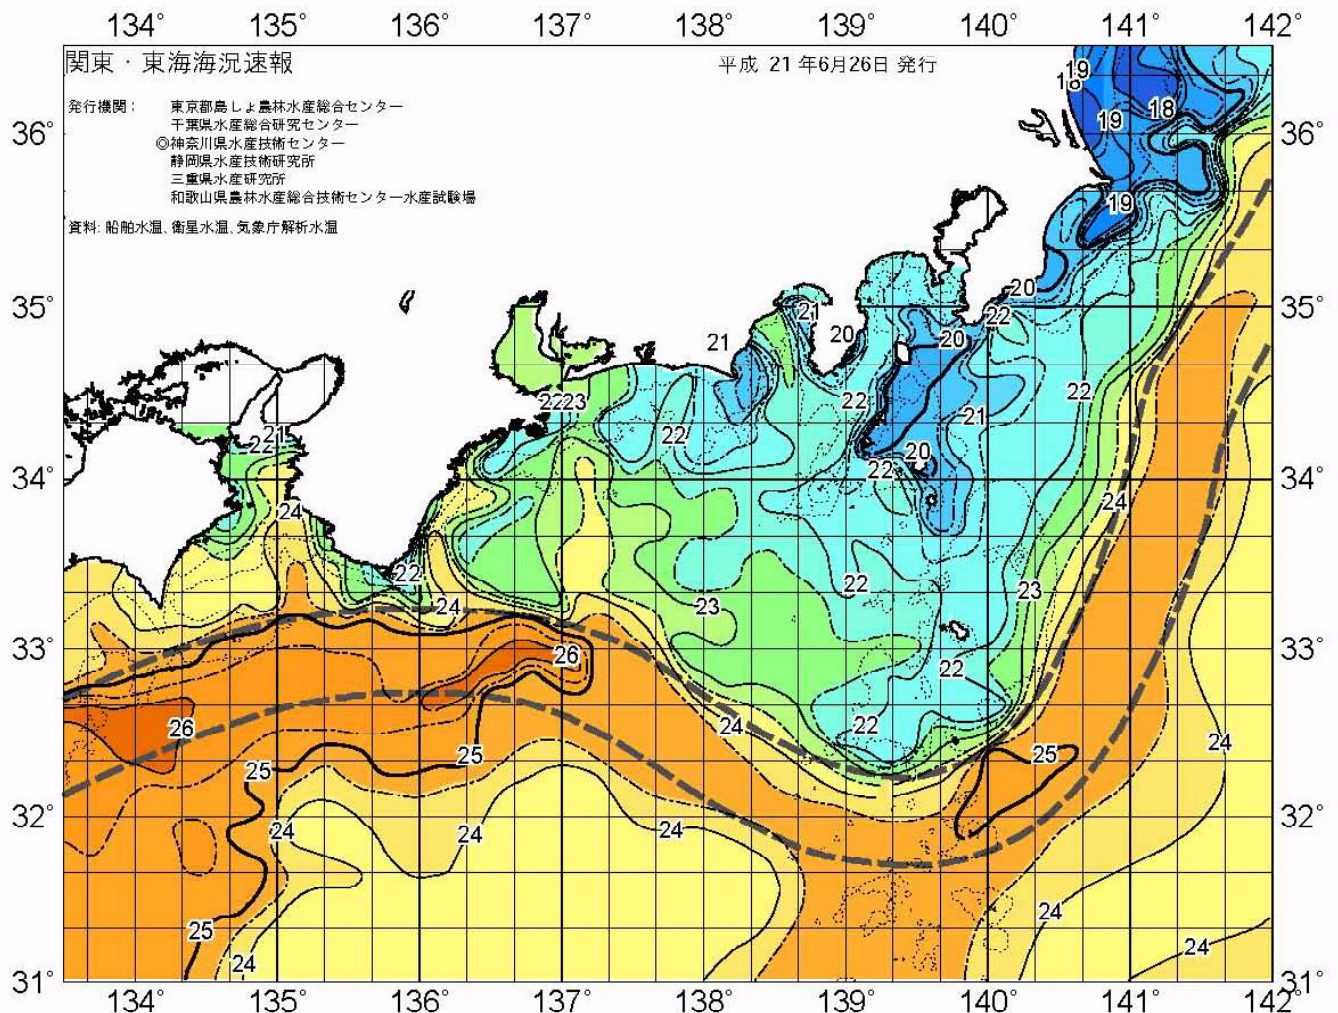 134° 135° 136° 137° 138° 139° 140° 141° 142°
関東・東海海況速報
平成 21年6月26日 発行
発行機関: 東京都島しょ農林水産総合センター
千葉県水産総合研究センター
◎神奈川県水産技術センター
静岡県水産技術研究所
三重県水産研究所
和歌山県農林水産総合技術センター水産試験場
資料: 船舶水温、衛星水温、気象庁解析水温
19
18
18
19
36° 36°
19
20
35° 35°
21
22
21 20 20
22 23 22 21 22
21
22 22
20
22
34° 34°
24 24
22 22
24 23 23
33° 33°
26 22
26 24 22
25 25 24
25
32° 32°
24 24 24
25 24
24 24
31° 31°
134° 135° 136° 137° 138° 139° 140° 141° 142°